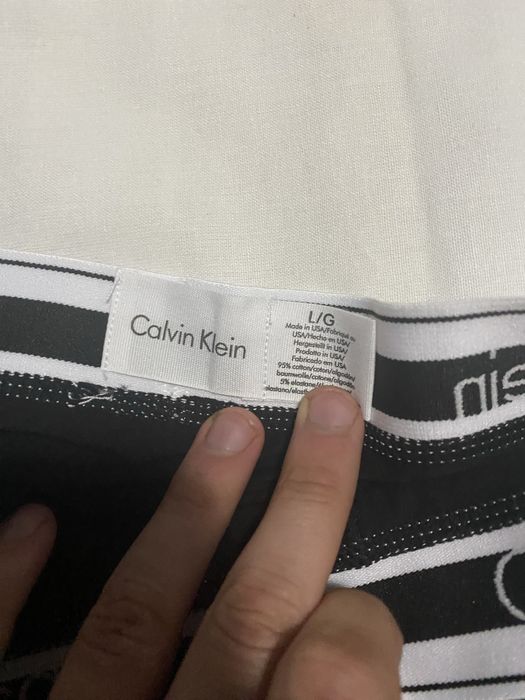 Calvin Klein
L/G
Made in USA/Fabriqué au
USA/Hecho en USA/
Hergestellt in USA/
Prodotto in USA/
Fabricado em USA
95% cotton/coton/algodón/
baumwolle/cotone/algodão
5% elastane/
elastano/